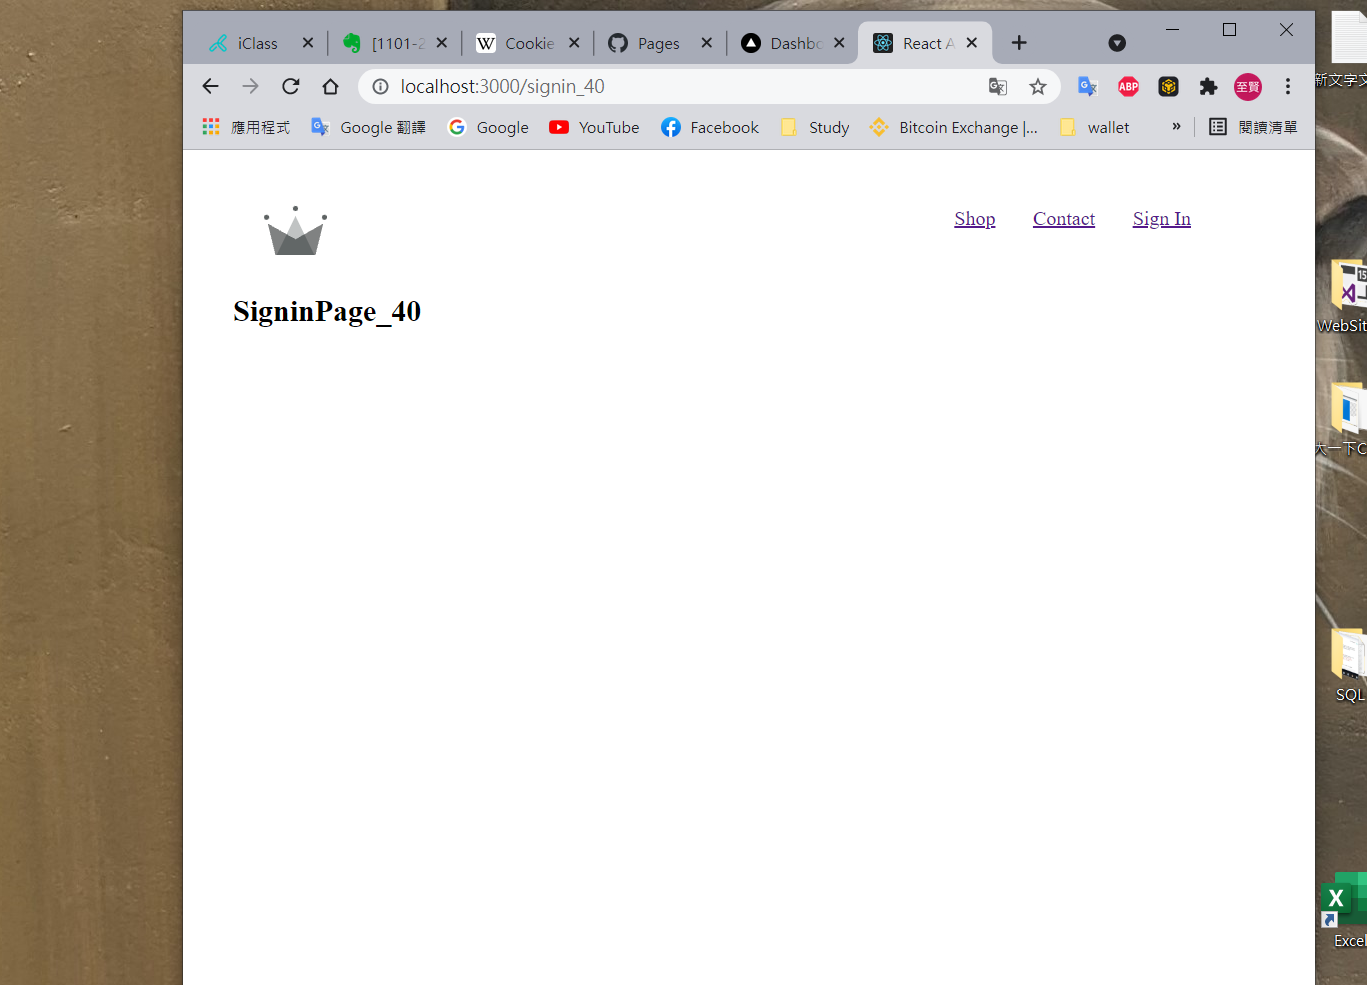 iClass
[1101-2
Cookie
Pages
Dashbo
React A
localhost:3000/signin_40
ABP
至賢
應用程式
Google 翻譯
Google
YouTube
Facebook
Study
Bitcoin Exchange |...
wallet
»
閱讀清單
Shop
Contact
Sign In
SigninPage_40
新文字文
WebSit
大一下C
SQL
Excel